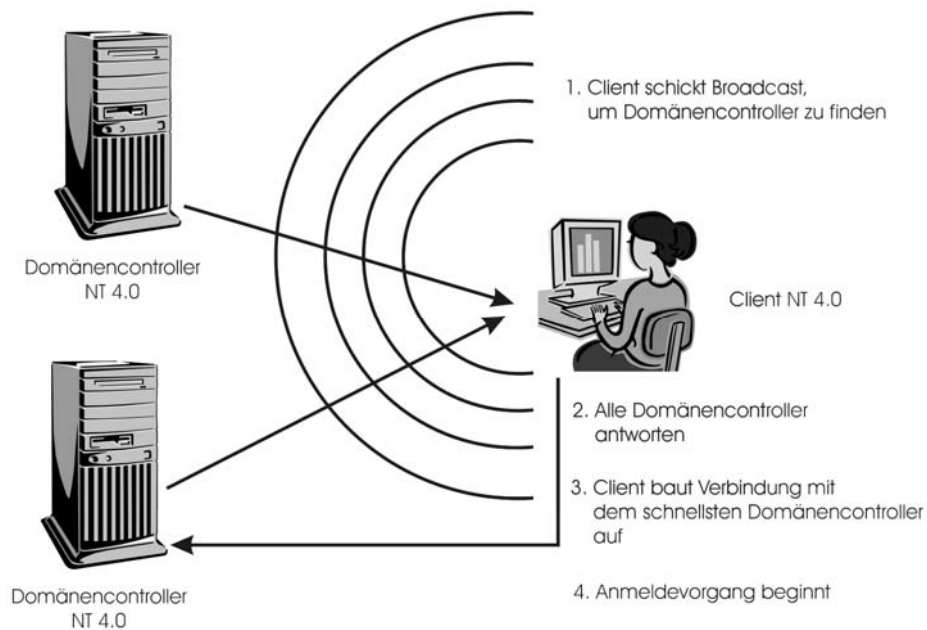 1. Client schickt Broadcast,
um Domänencontroller zu finden
Domänencontroller
NT 4.0
Client NT 4.0
2. Alle Domänencontroller
antworten
3. Client baut Verbindung mit
dem schnellsten Domänencontroller
auf
4. Anmeldevorgang beginnt
Domänencontroller
NT 4.0